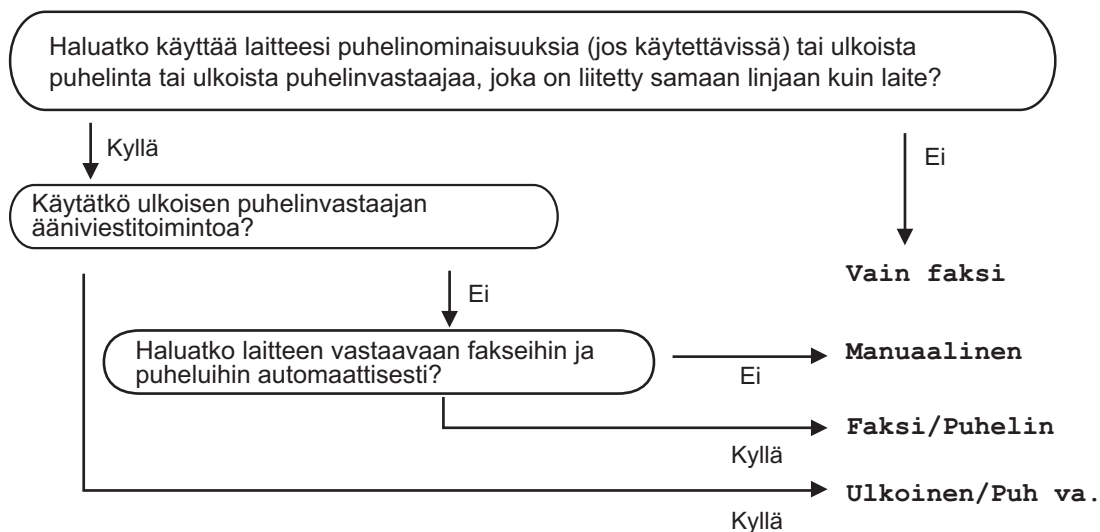 Haluatko käyttää laitteesi puhelinominaisuuksia (jos käytettävissä) tai ulkoista
puhelinta tai ulkoista puhelinvastaajaa, joka on liitetty samaan linjaan kuin laite?
Kyllä
Ei
Käytätkö ulkoisen puhelinvastaajan
ääniviestitoimintoa?
Vain faksi
Ei
Haluatko laitteen vastaavaan fakseihin ja
puheluihin automaattisesti?
Ei
Manuaalinen
Kyllä
Faksi/Puhelin
Kyllä
Ulkoinen/Puh va.